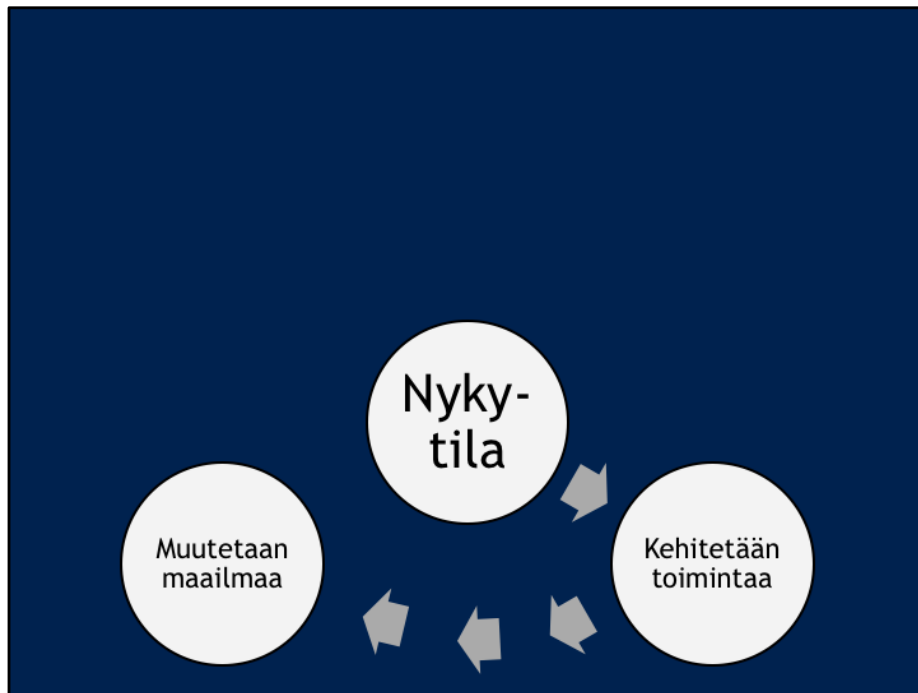 Nyky-
tila
Muutetaan
maailmaa
Kehitetään
toimintaa